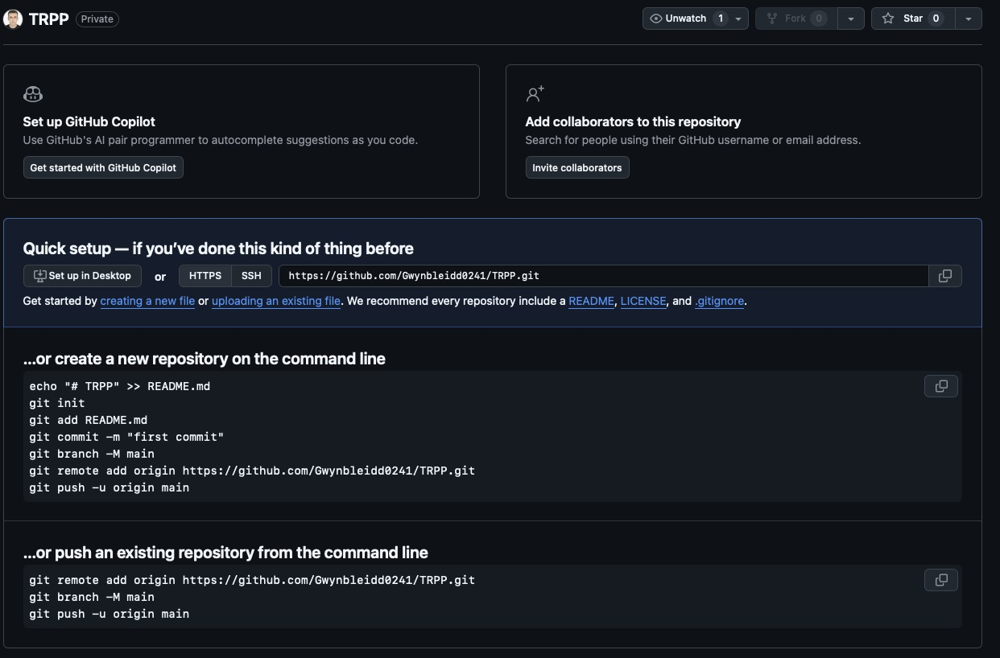 TRPP Private Unwatch 1 Fork 0 Star 0
Set up GitHub Copilot
Use GitHub's AI pair programmer to autocomplete suggestions as you code.
Get started with GitHub Copilot
Add collaborators to this repository
Search for people using their GitHub username or email address.
Invite collaborators
Quick setup — if you've done this kind of thing before
Set up in Desktop or HTTPS SSH https://github.com/Gwynbleidd0241/TRPP.git
Get started by creating a new file or uploading an existing file. We recommend every repository include a README, LICENSE, and .gitignore.
...or create a new repository on the command line
echo "# TRPP" >> README.md
git init
git add README.md
git commit -m "first commit"
git branch -M main
git remote add origin https://github.com/Gwynbleidd0241/TRPP.git
git push -u origin main
...or push an existing repository from the command line
git remote add origin https://github.com/Gwynbleidd0241/TRPP.git
git branch -M main
git push -u origin main